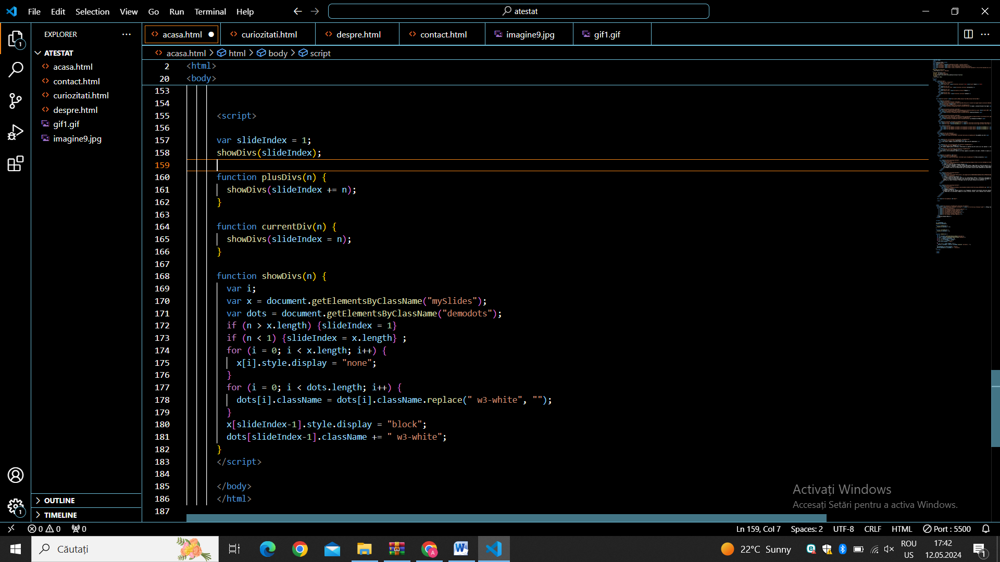 File Edit Selection View Go Run Terminal Help
atestat
EXPLORER
acasa.html
curiozitati.html
despre.html
contact.html
imagine9.jpg
gif1.gif
ATESTAT
acasa.html
contact.html
curiozitati.html
despre.html
gif1.gif
imagine9.jpg
acasa.html > html > body > script
2 <html>
20 <body>
153
154
155 <script>
156
157 var slideIndex = 1;
158 showDivs(slideIndex);
159
160 function plusDivs(n) {
161 showDivs(slideIndex += n);
162 }
163
164 function currentDiv(n) {
165 showDivs(slideIndex = n);
166 }
167
168 function showDivs(n) {
169 var i;
170 var x = document.getElementsByClassName("mySlides");
171 var dots = document.getElementsByClassName("demodots");
172 if (n > x.length) {slideIndex = 1}
173 if (n < 1) {slideIndex = x.length} ;
174 for (i = 0; i < x.length; i++) {
175 x[i].style.display = "none";
176 }
177 for (i = 0; i < dots.length; i++) {
178 dots[i].className = dots[i].className.replace(" w3-white", "");
179 }
180 x[slideIndex-1].style.display = "block";
181 dots[slideIndex-1].className += " w3-white";
182 }
183 </script>
184
185 </body>
186 </html>
187
Activați Windows
Accesați Setări pentru a activa Windows.
OUTLINE
TIMELINE
0 0 0
Ln 159, Col 7 Spaces: 2 UTF-8 CRLF HTML Port : 5500
Căutați
22°C Sunny
ROU
US
17:42
12.05.2024
1